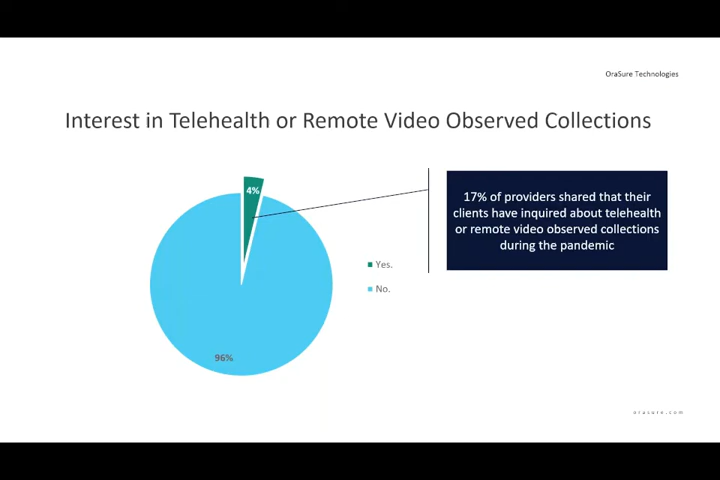 OraSure Technologies
Interest in Telehealth or Remote Video Observed Collections
4%
17% of providers shared that their
clients have inquired about telehealth
or remote video observed collections
during the pandemic
Yes.
No.
96%
orasure.com